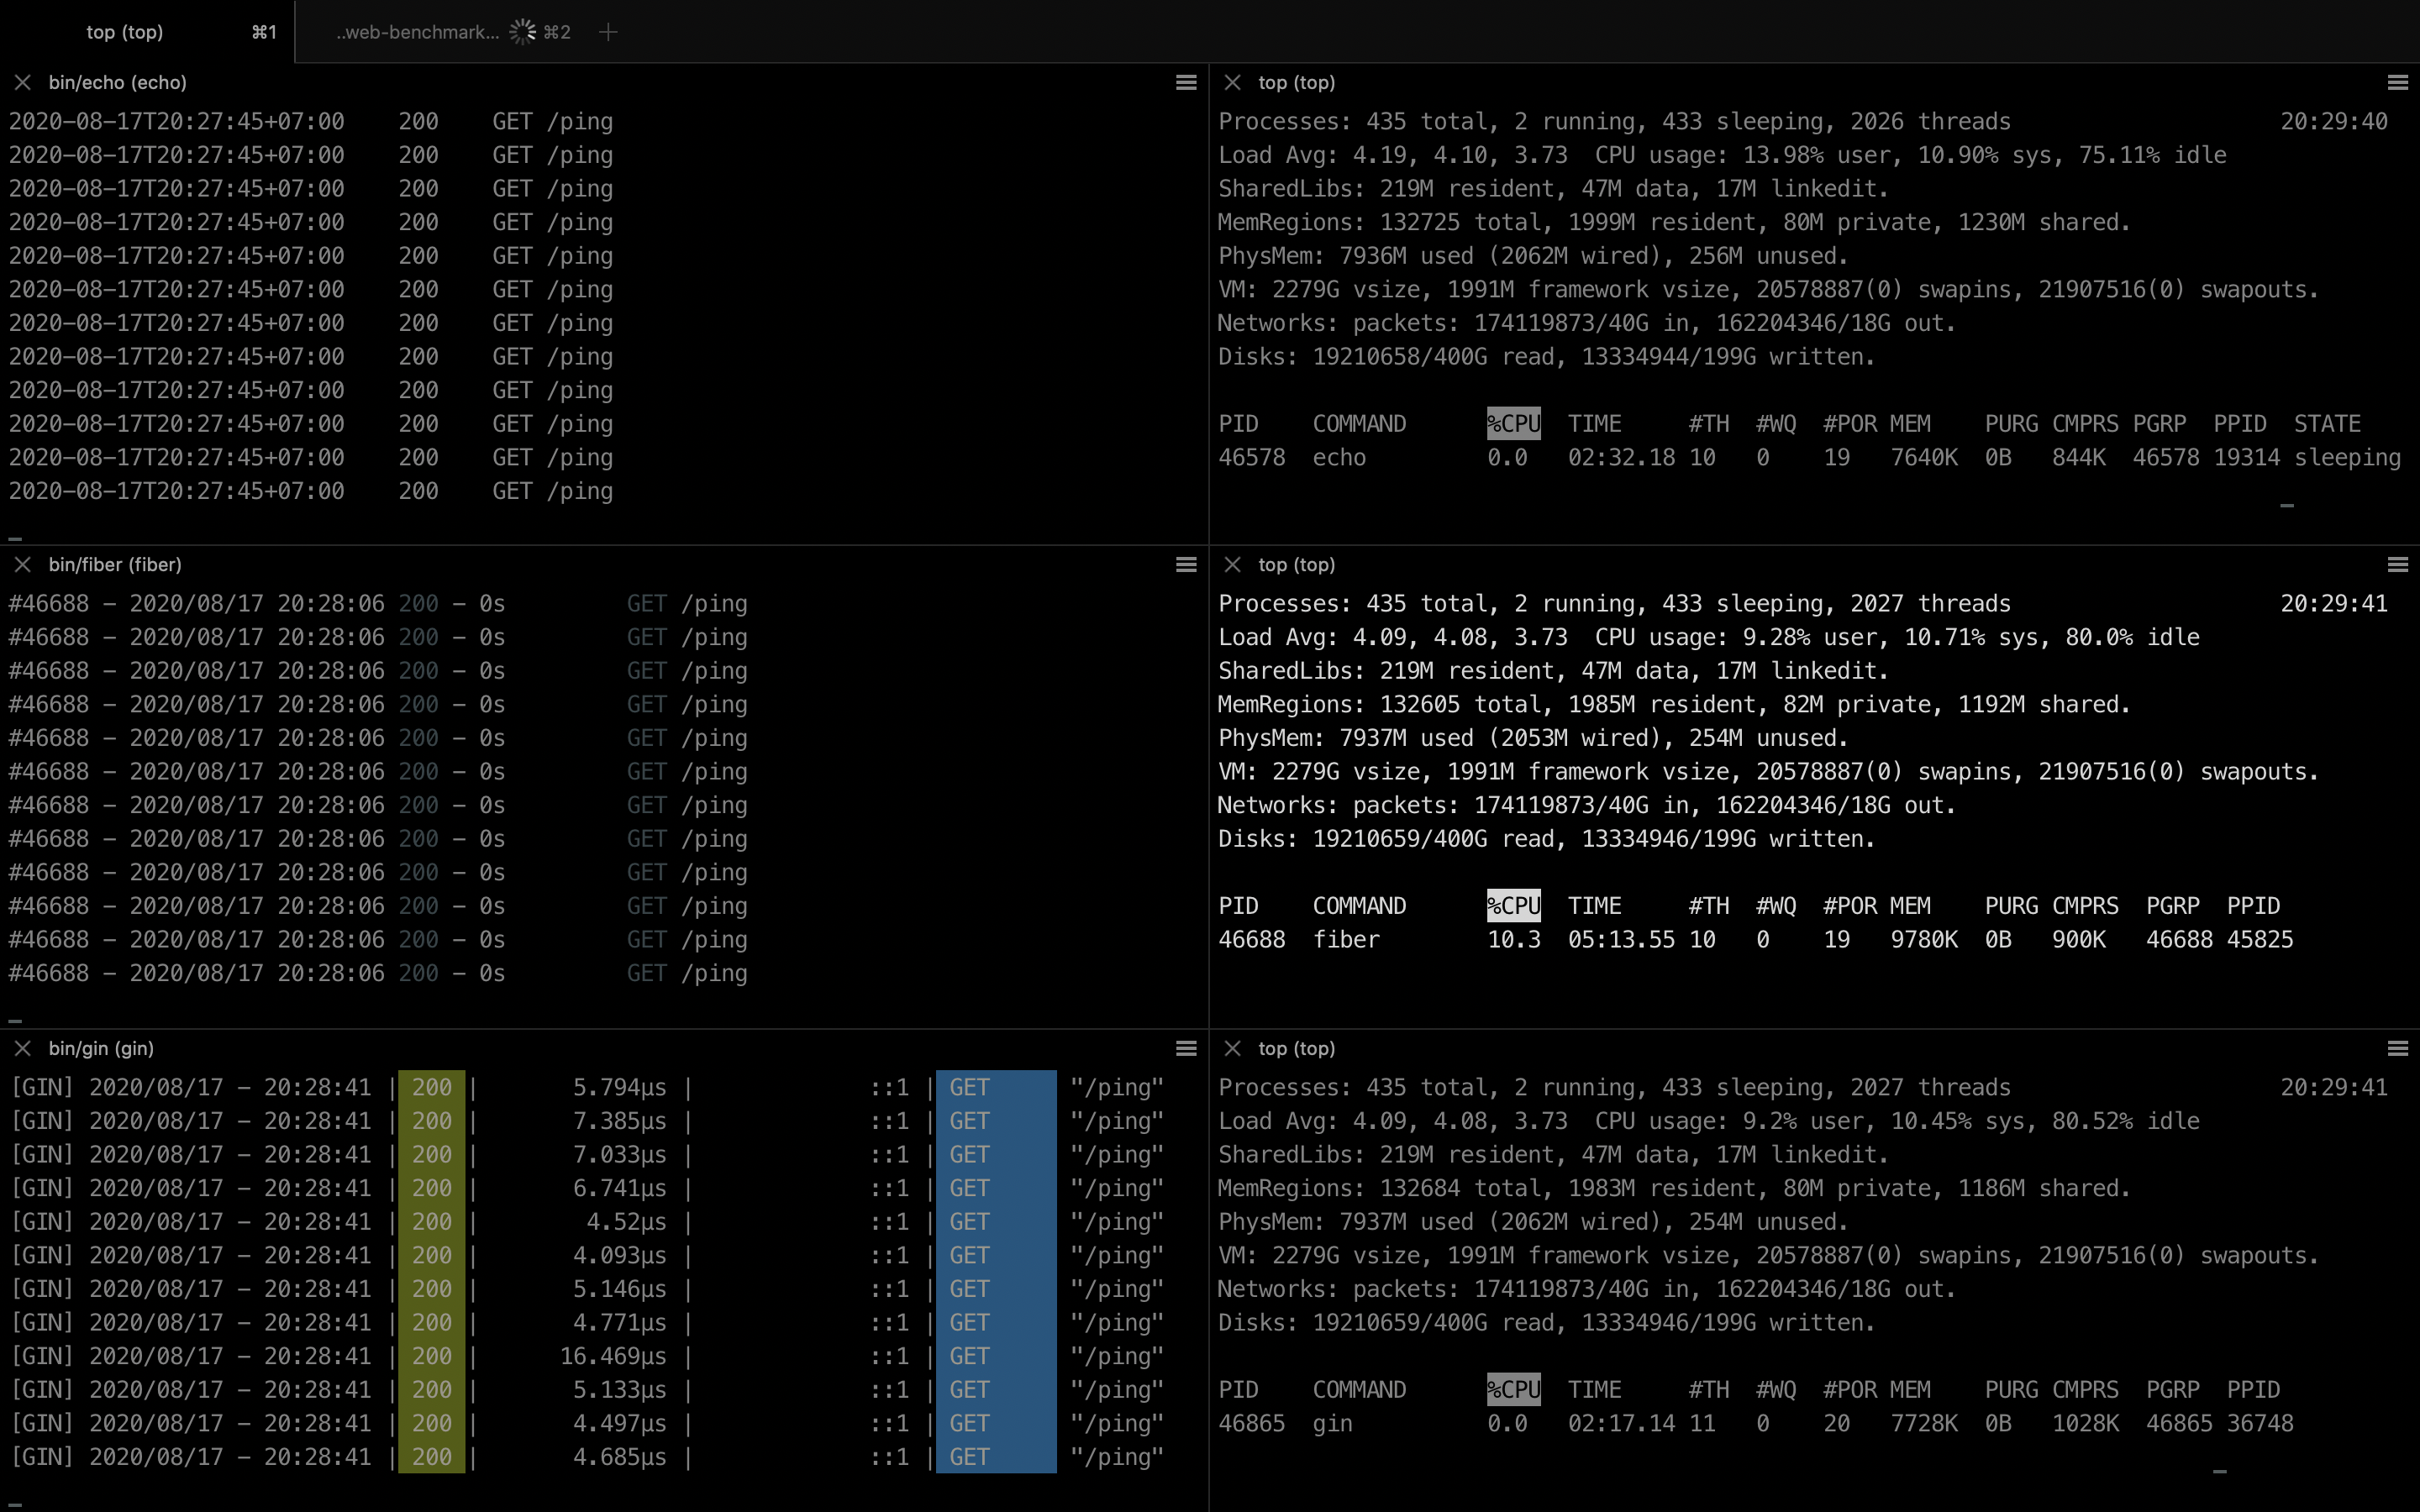 top (top) ⌘1 ..web-benchmark... ⌘2 +
bin/echo (echo)
2020-08-17T20:27:45+07:00 200 GET /ping
2020-08-17T20:27:45+07:00 200 GET /ping
2020-08-17T20:27:45+07:00 200 GET /ping
2020-08-17T20:27:45+07:00 200 GET /ping
2020-08-17T20:27:45+07:00 200 GET /ping
2020-08-17T20:27:45+07:00 200 GET /ping
2020-08-17T20:27:45+07:00 200 GET /ping
2020-08-17T20:27:45+07:00 200 GET /ping
2020-08-17T20:27:45+07:00 200 GET /ping
2020-08-17T20:27:45+07:00 200 GET /ping
2020-08-17T20:27:45+07:00 200 GET /ping
2020-08-17T20:27:45+07:00 200 GET /ping
top (top)
Processes: 435 total, 2 running, 433 sleeping, 2026 threads 20:29:40
Load Avg: 4.19, 4.10, 3.73 CPU usage: 13.98% user, 10.90% sys, 75.11% idle
SharedLibs: 219M resident, 47M data, 17M linkedit.
MemRegions: 132725 total, 1999M resident, 80M private, 1230M shared.
PhysMem: 7936M used (2062M wired), 256M unused.
VM: 2279G vsize, 1991M framework vsize, 20578887(0) swapins, 21907516(0) swapouts.
Networks: packets: 174119873/40G in, 162204346/18G out.
Disks: 19210658/400G read, 13334944/199G written.
PID COMMAND %CPU TIME #TH #WQ #POR MEM PURG CMPRS PGRP PPID STATE
46578 echo 0.0 02:32.18 10 0 19 7640K 0B 844K 46578 19314 sleeping
bin/fiber (fiber)
#46688 - 2020/08/17 20:28:06 200 - 0s GET /ping
#46688 - 2020/08/17 20:28:06 200 - 0s GET /ping
#46688 - 2020/08/17 20:28:06 200 - 0s GET /ping
#46688 - 2020/08/17 20:28:06 200 - 0s GET /ping
#46688 - 2020/08/17 20:28:06 200 - 0s GET /ping
#46688 - 2020/08/17 20:28:06 200 - 0s GET /ping
#46688 - 2020/08/17 20:28:06 200 - 0s GET /ping
#46688 - 2020/08/17 20:28:06 200 - 0s GET /ping
#46688 - 2020/08/17 20:28:06 200 - 0s GET /ping
#46688 - 2020/08/17 20:28:06 200 - 0s GET /ping
#46688 - 2020/08/17 20:28:06 200 - 0s GET /ping
#46688 - 2020/08/17 20:28:06 200 - 0s GET /ping
top (top)
Processes: 435 total, 2 running, 433 sleeping, 2027 threads 20:29:41
Load Avg: 4.09, 4.08, 3.73 CPU usage: 9.28% user, 10.71% sys, 80.0% idle
SharedLibs: 219M resident, 47M data, 17M linkedit.
MemRegions: 132605 total, 1985M resident, 82M private, 1192M shared.
PhysMem: 7937M used (2053M wired), 254M unused.
VM: 2279G vsize, 1991M framework vsize, 20578887(0) swapins, 21907516(0) swapouts.
Networks: packets: 174119873/40G in, 162204346/18G out.
Disks: 19210659/400G read, 13334946/199G written.
PID COMMAND %CPU TIME #TH #WQ #POR MEM PURG CMPRS PGRP PPID
46688 fiber 10.3 05:13.55 10 0 19 9780K 0B 900K 46688 45825
bin/gin (gin)
[GIN] 2020/08/17 - 20:28:41 | 200 | 5.794µs | ::1 | GET "/ping"
[GIN] 2020/08/17 - 20:28:41 | 200 | 7.385µs | ::1 | GET "/ping"
[GIN] 2020/08/17 - 20:28:41 | 200 | 7.033µs | ::1 | GET "/ping"
[GIN] 2020/08/17 - 20:28:41 | 200 | 6.741µs | ::1 | GET "/ping"
[GIN] 2020/08/17 - 20:28:41 | 200 | 4.52µs | ::1 | GET "/ping"
[GIN] 2020/08/17 - 20:28:41 | 200 | 4.093µs | ::1 | GET "/ping"
[GIN] 2020/08/17 - 20:28:41 | 200 | 5.146µs | ::1 | GET "/ping"
[GIN] 2020/08/17 - 20:28:41 | 200 | 4.771µs | ::1 | GET "/ping"
[GIN] 2020/08/17 - 20:28:41 | 200 | 16.469µs | ::1 | GET "/ping"
[GIN] 2020/08/17 - 20:28:41 | 200 | 5.133µs | ::1 | GET "/ping"
[GIN] 2020/08/17 - 20:28:41 | 200 | 4.497µs | ::1 | GET "/ping"
[GIN] 2020/08/17 - 20:28:41 | 200 | 4.685µs | ::1 | GET "/ping"
top (top)
Processes: 435 total, 2 running, 433 sleeping, 2027 threads 20:29:41
Load Avg: 4.09, 4.08, 3.73 CPU usage: 9.2% user, 10.45% sys, 80.52% idle
SharedLibs: 219M resident, 47M data, 17M linkedit.
MemRegions: 132684 total, 1983M resident, 80M private, 1186M shared.
PhysMem: 7937M used (2062M wired), 254M unused.
VM: 2279G vsize, 1991M framework vsize, 20578887(0) swapins, 21907516(0) swapouts.
Networks: packets: 174119873/40G in, 162204346/18G out.
Disks: 19210659/400G read, 13334946/199G written.
PID COMMAND %CPU TIME #TH #WQ #POR MEM PURG CMPRS PGRP PPID
46865 gin 0.0 02:17.14 11 0 20 7728K 0B 1028K 46865 36748